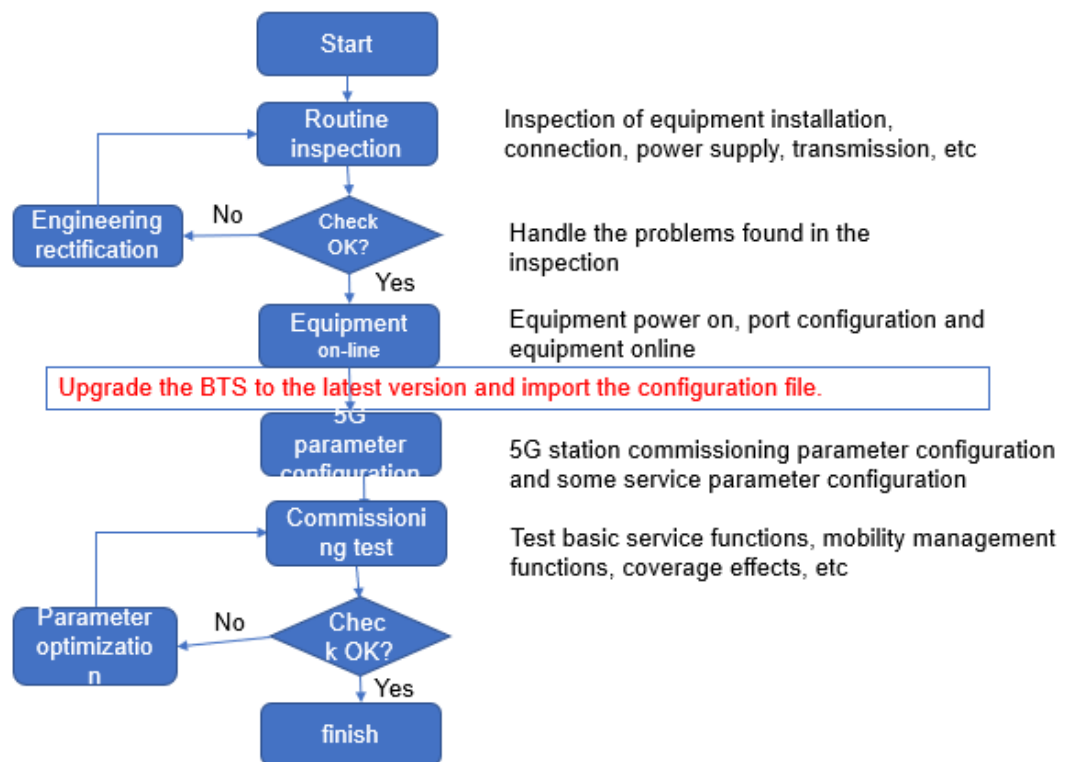 Start
Routine
inspection
Inspection of equipment installation,
connection, power supply, transmission, etc
Engineering
rectification
No
Check
OK?
Handle the problems found in the
inspection
Yes
Equipment
on-line
Equipment power on, port configuration and
equipment online
Upgrade the BTS to the latest version and import the configuration file.
5G
parameter
configuration
5G station commissioning parameter configuration
and some service parameter configuration
Commissioni
ng test
Test basic service functions, mobility management
functions, coverage effects, etc
Parameter
optimizatio
n
No
Chec
k OK?
Yes
finish